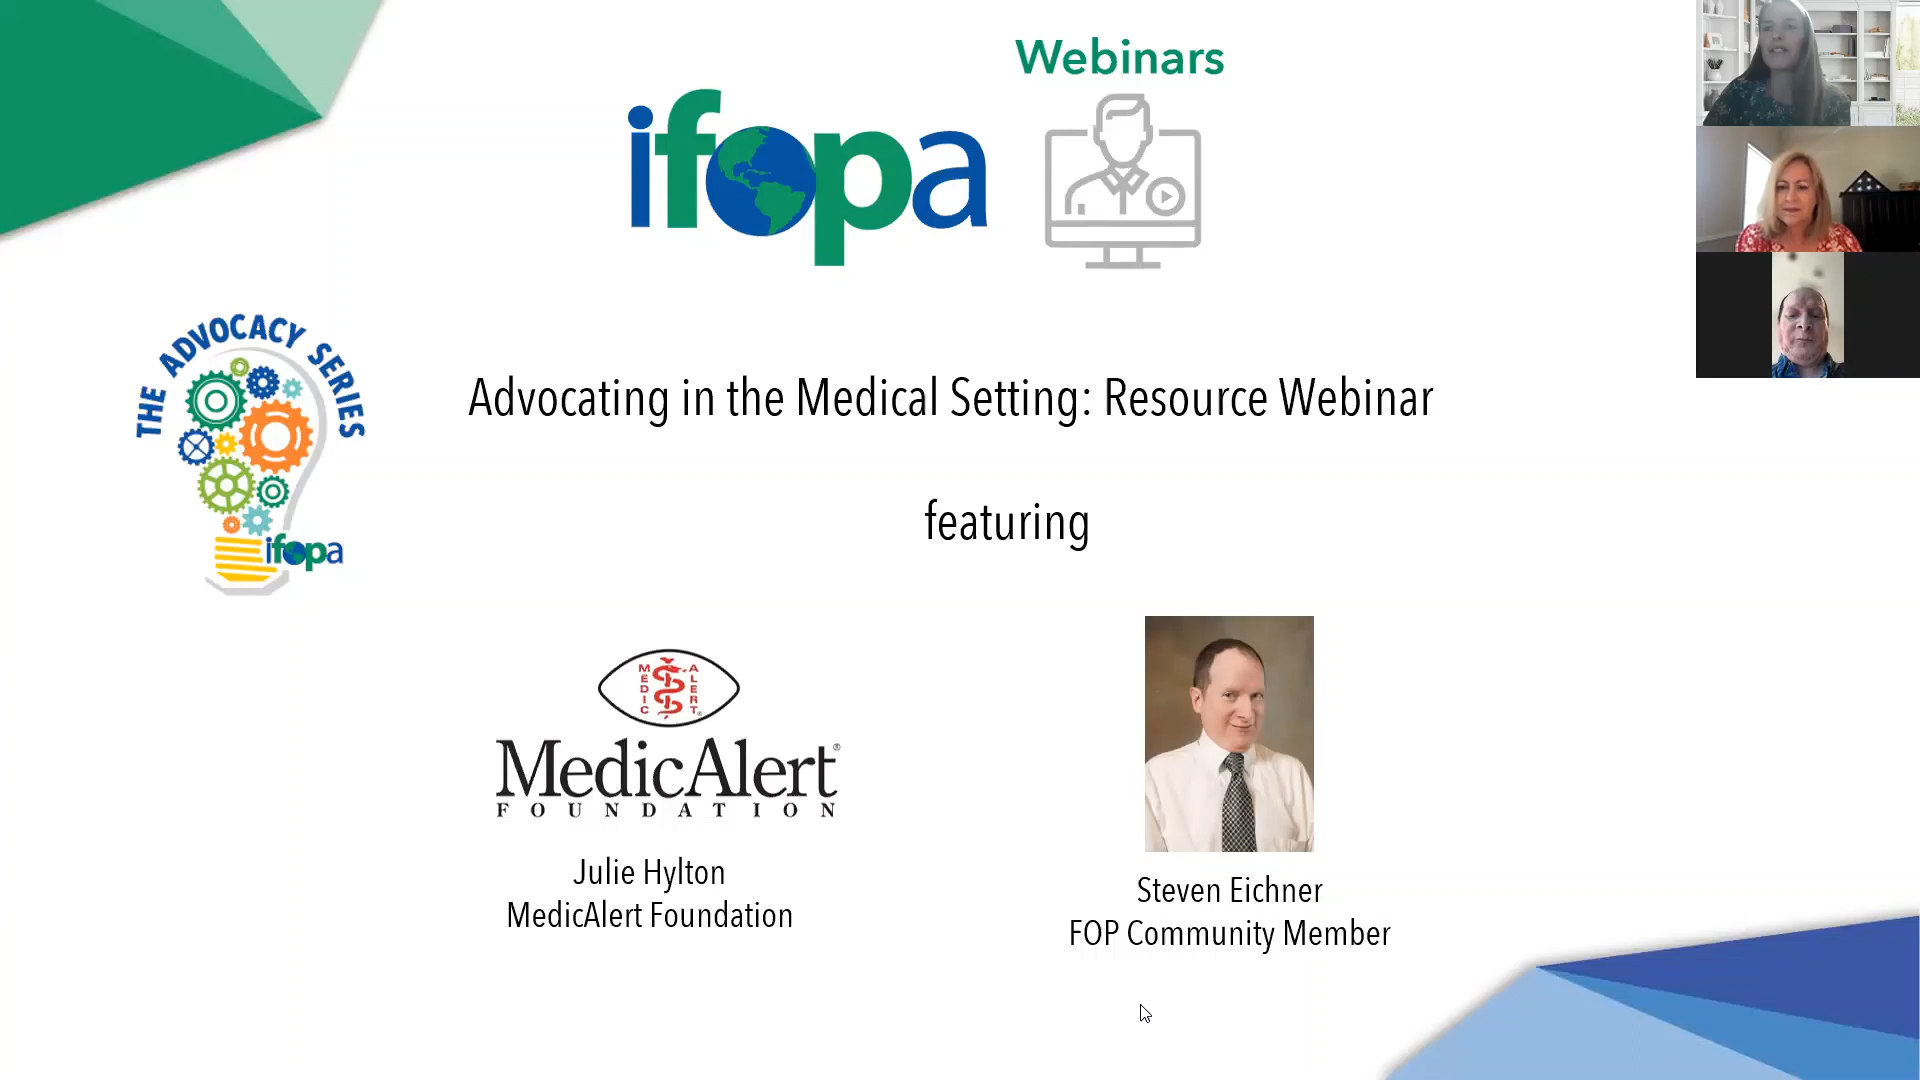 Webinars
ifopa
THE ADVOCACY SERIES
ifopa
Advocating in the Medical Setting: Resource Webinar
featuring
MEDIC ALERT®
MedicAlert®
FOUNDATION
Julie Hylton
MedicAlert Foundation
Steven Eichner
FOP Community Member